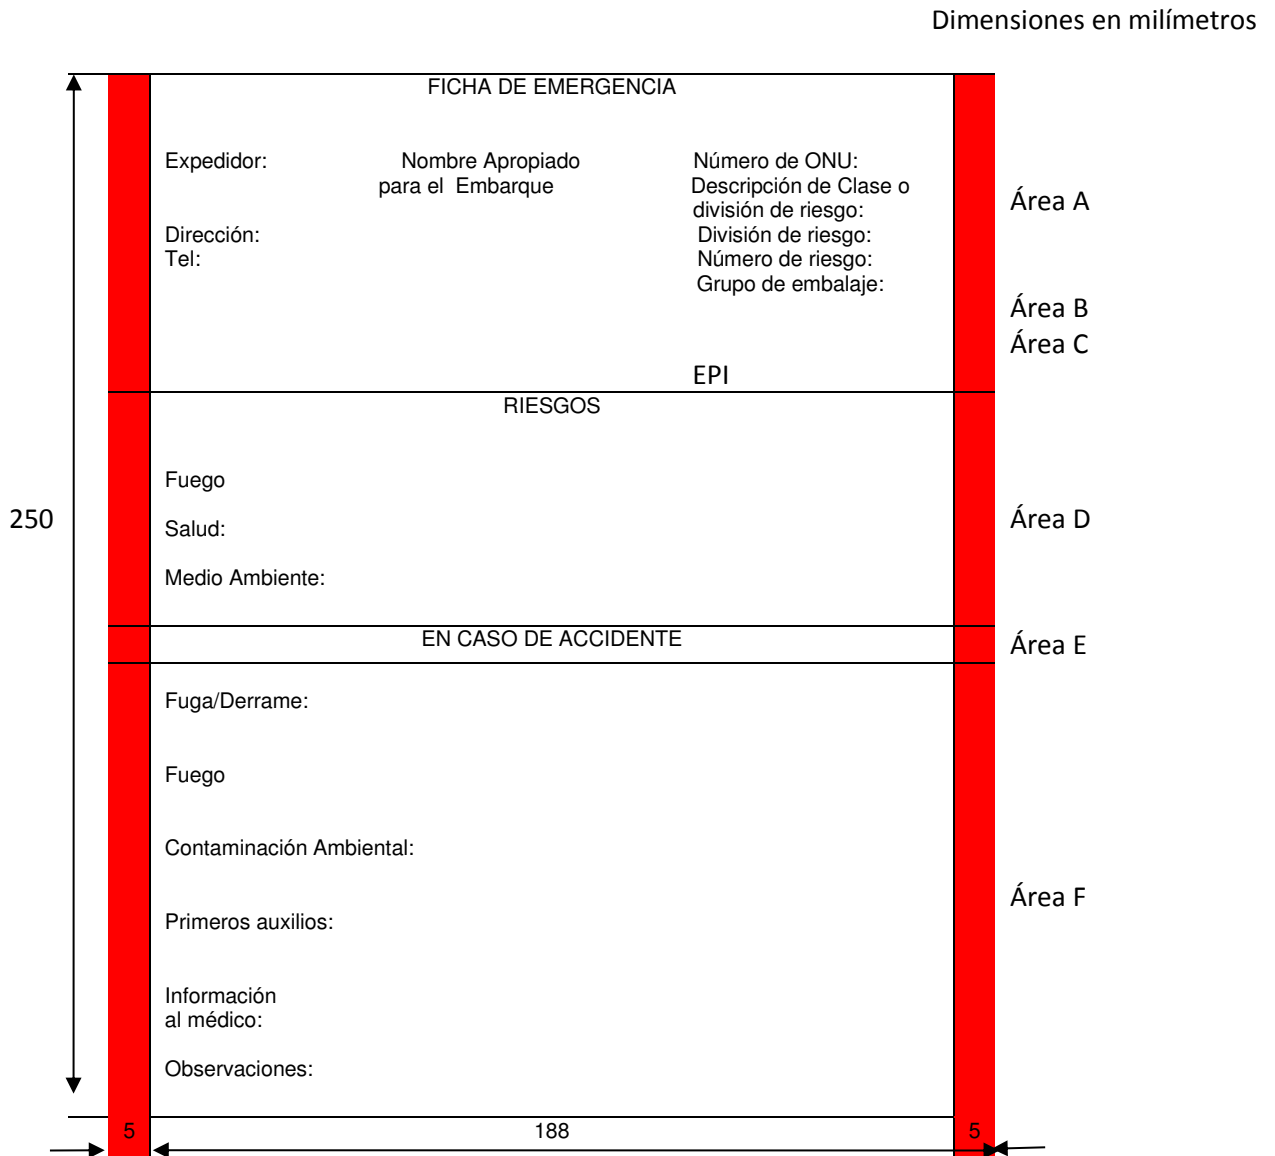 Dimensiones en milímetros
FICHA DE EMERGENCIA
Expedidor: Nombre Apropiado Número de ONU:
para el Embarque Descripción de Clase o
división de riesgo:
Área A
Dirección: División de riesgo:
Tel: Número de riesgo:
Grupo de embalaje:
Área B
Área C
EPI
RIESGOS
Fuego
250
Salud:
Área D
Medio Ambiente:
EN CASO DE ACCIDENTE
Área E
Fuga/Derrame:
Fuego
Contaminación Ambiental:
Área F
Primeros auxilios:
Información
al médico:
Observaciones:
5 188 5